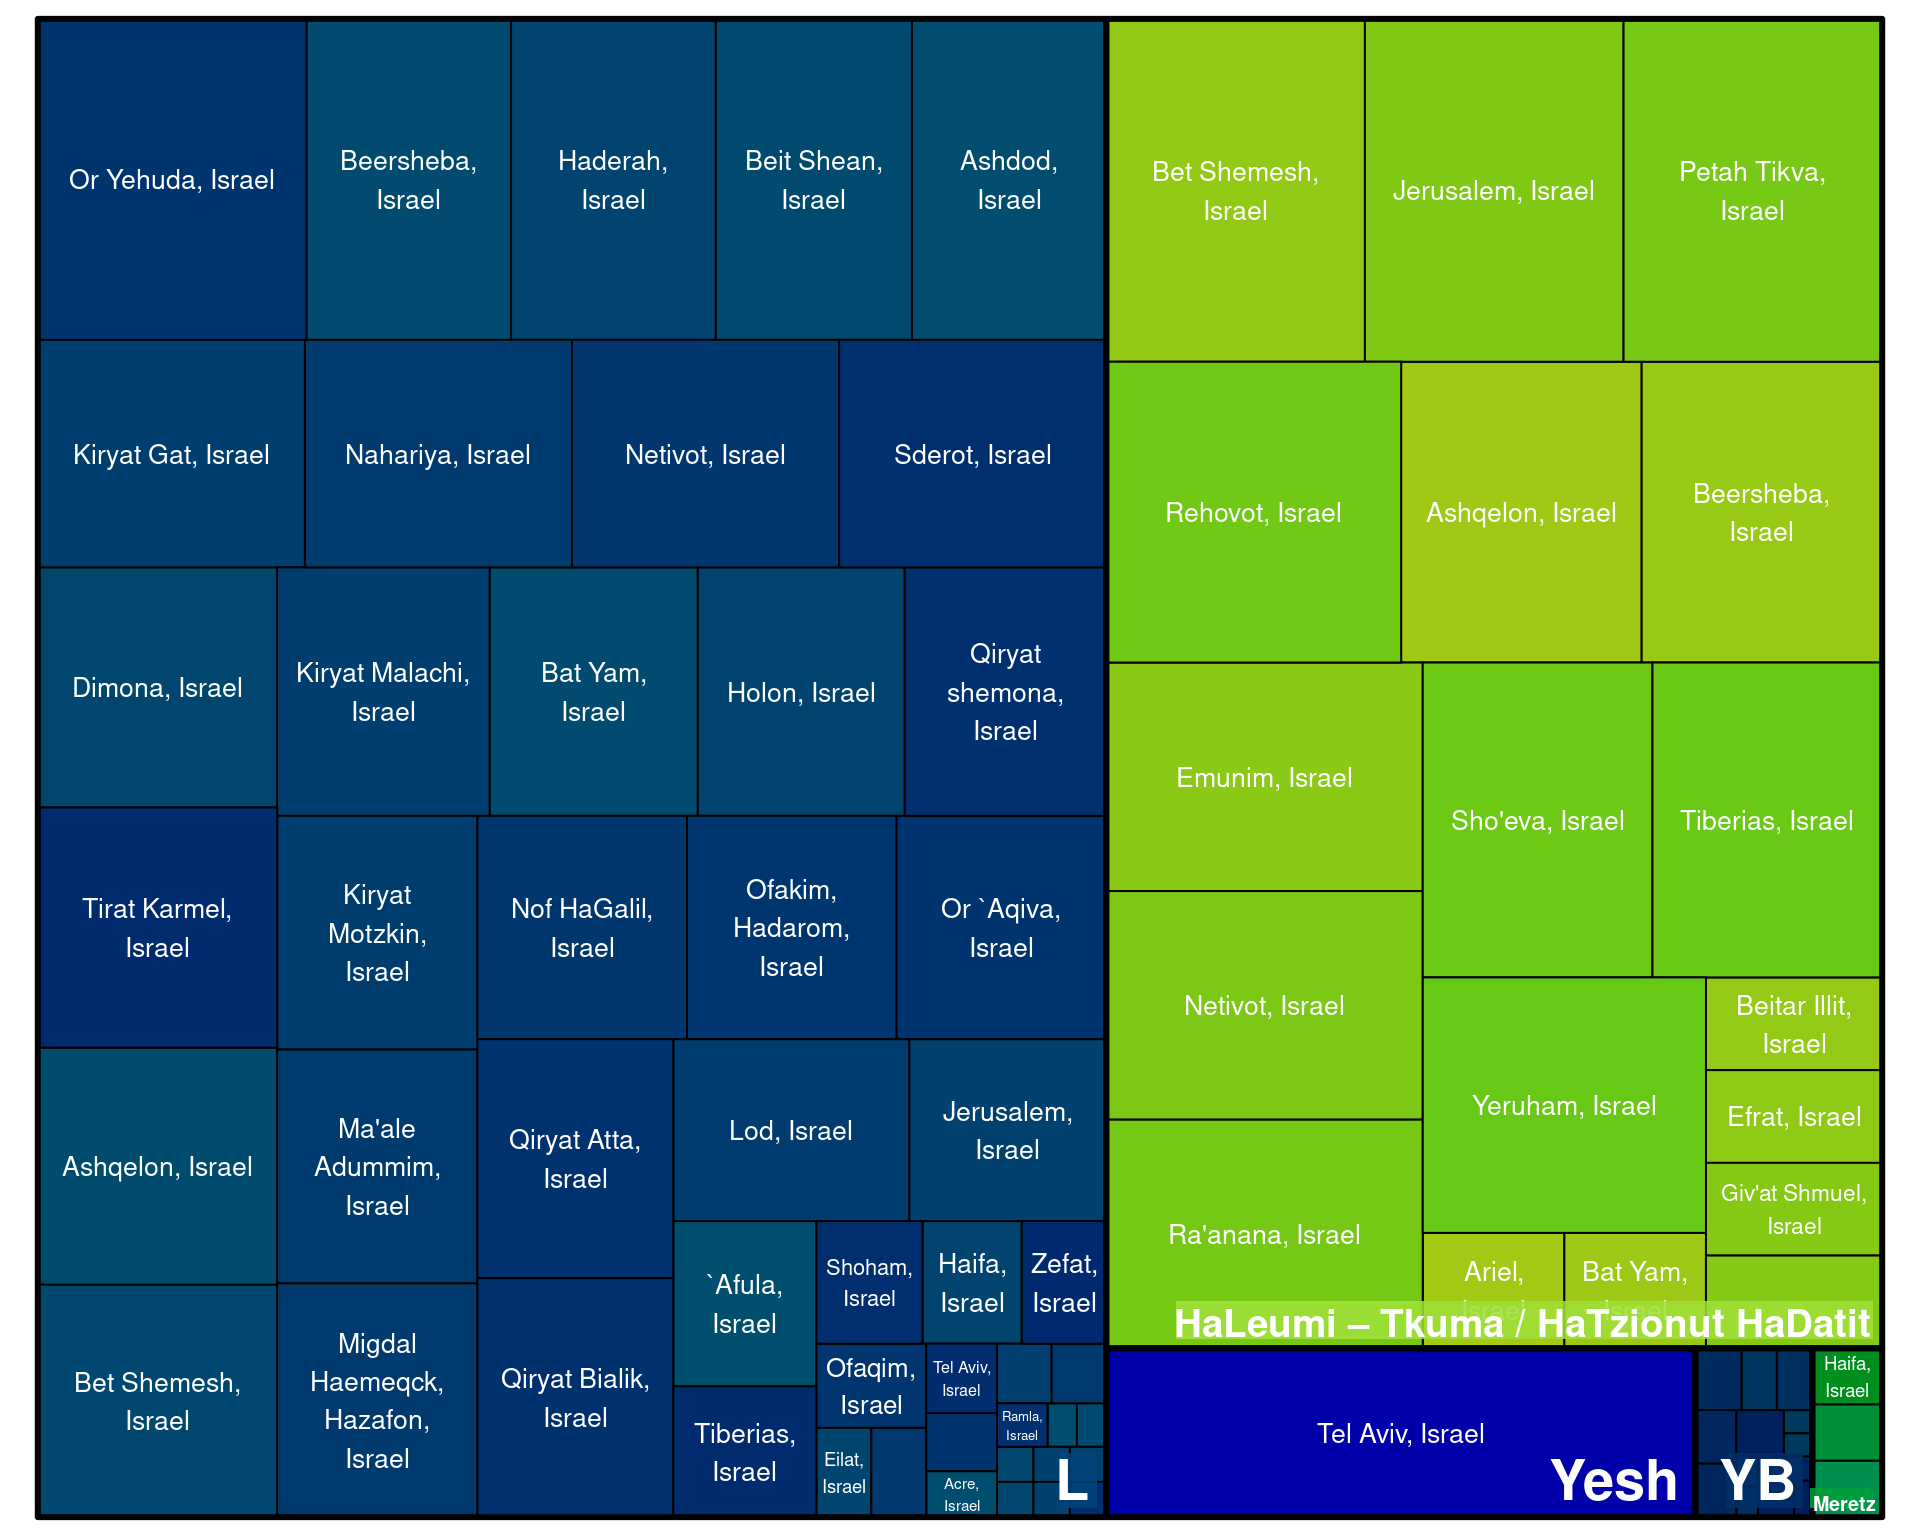 Or Yehuda, Israel
Beersheba,
Israel
Haderah,
Israel
Beit Shean,
Israel
Ashdod,
Israel
Kiryat Gat, Israel
Nahariya, Israel
Netivot, Israel
Sderot, Israel
Dimona, Israel
Kiryat Malachi,
Israel
Bat Yam,
Israel
Holon, Israel
Qiryat
shemona,
Israel
Tirat Karmel,
Israel
Kiryat
Motzkin,
Israel
Nof HaGalil,
Israel
Ofakim,
Hadarom,
Israel
Or `Aqiva,
Israel
Ashqelon, Israel
Ma'ale
Adummim,
Israel
Qiryat Atta,
Israel
Lod, Israel
Jerusalem,
Israel
Bet Shemesh,
Israel
Migdal
Haemeqck,
Hazafon,
Israel
Qiryat Bialik,
Israel
`Afula,
Israel
Shoham,
Israel
Haifa,
Israel
Zefat,
Israel
Tiberias,
Israel
Ofaqim,
Israel
Tel Aviv,
Israel
Ramla,
Israel
Eilat,
Israel
Acre,
Israel
L
Bet Shemesh,
Israel
Jerusalem, Israel
Petah Tikva,
Israel
Rehovot, Israel
Ashqelon, Israel
Beersheba,
Israel
Emunim, Israel
Sho'eva, Israel
Tiberias, Israel
Netivot, Israel
Yeruham, Israel
Beitar Illit,
Israel
Efrat, Israel
Giv'at Shmuel,
Israel
Ra'anana, Israel
Ariel,
Israel
Bat Yam,
Israel
HaLeumi – Tkuma / HaTzionut HaDatit
Tel Aviv, Israel
Yesh
YB
Haifa,
Israel
Meretz